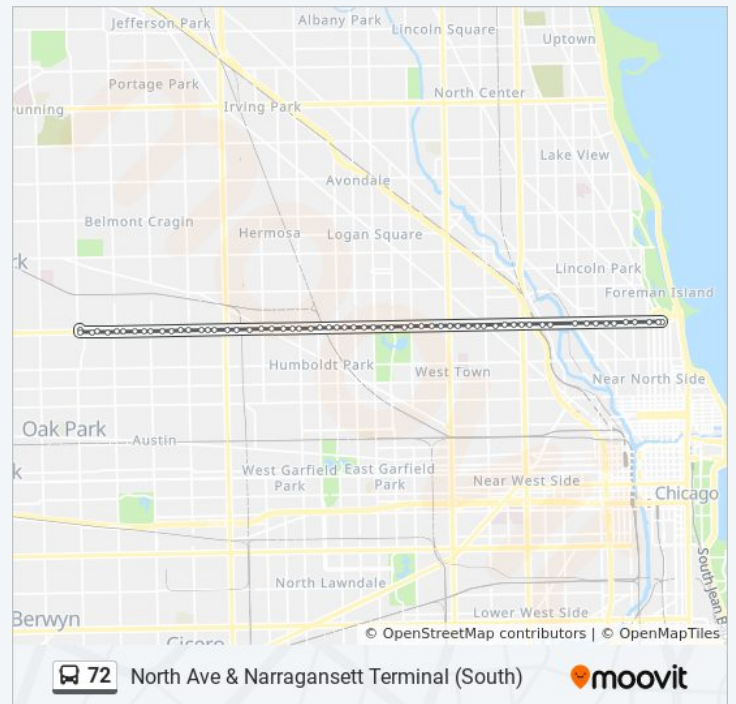 Jefferson Park
Albany Park
Lincoln Square
Uptown
Portage Park
North Center
unning
Irving Park
Lake View
Avondale
Belmont Cragin
Hermosa
Logan Square
rk
Lincoln Park
Foreman Island
Humboldt Park
West Town
Near North Side
Oak Park
Austin
k
West Garfield
Park
East Garfield
Park
Near West Side
Chicago
North Lawndale
South Jean B
Lower West Side
Berwyn
Cicero
© OpenStreetMap contributors | © OpenMapTiles
72 North Ave & Narragansett Terminal (South)
moovit